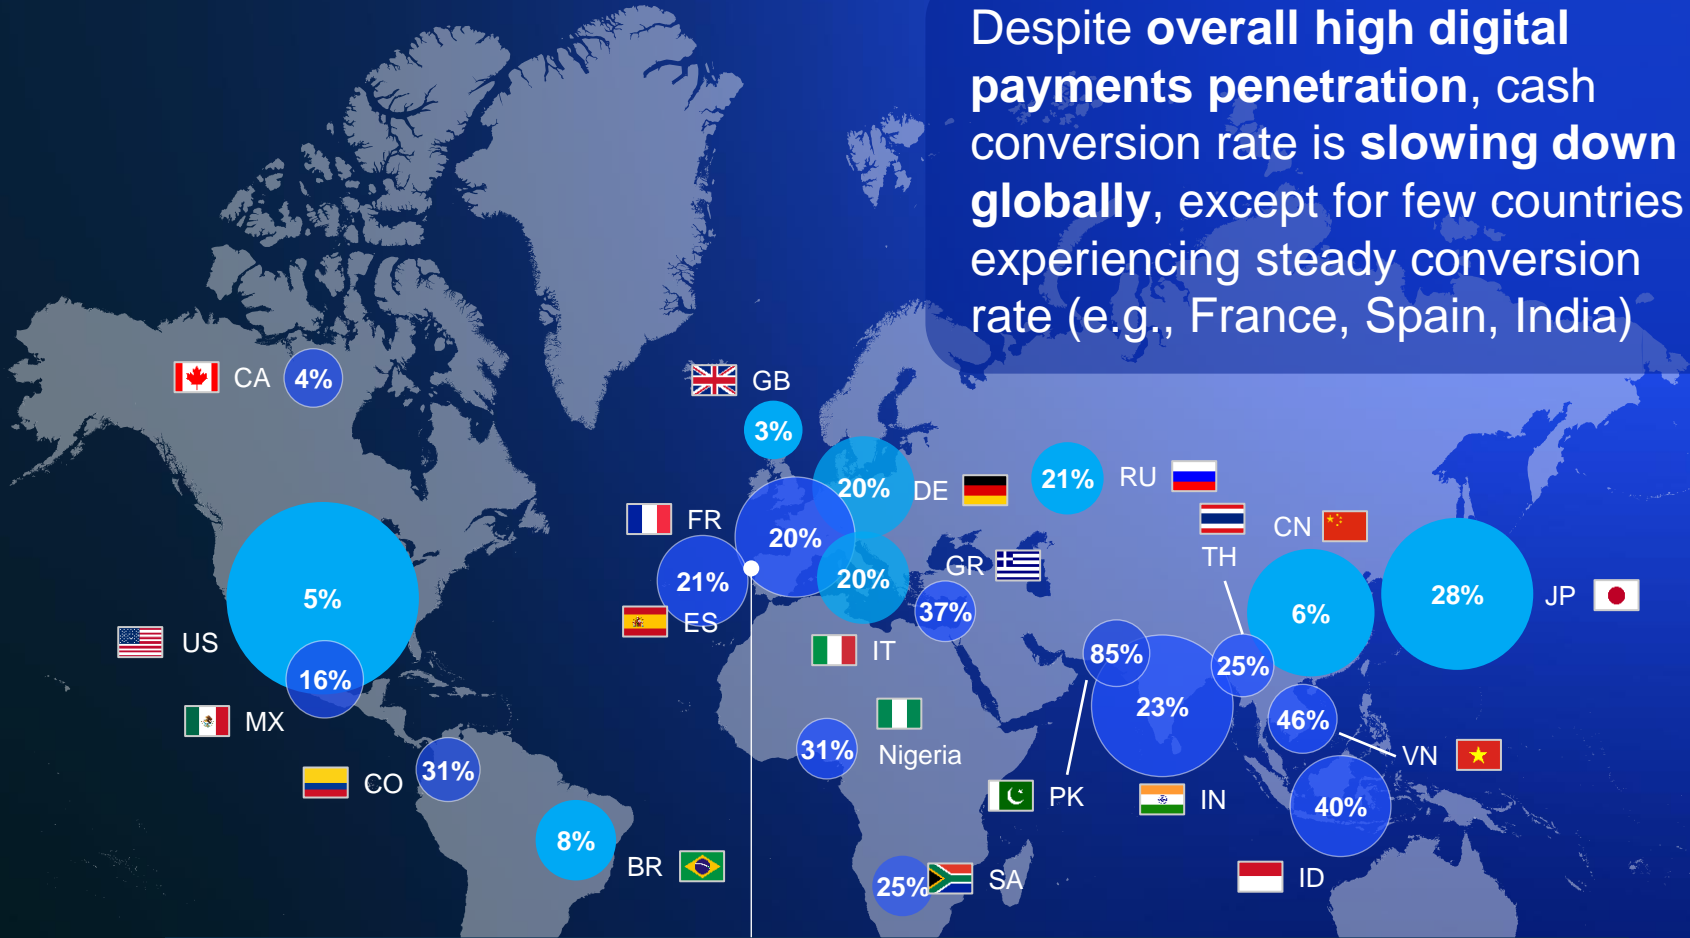 Despite overall high digital
payments penetration, cash
conversion rate is slowing down
globally, except for few countries
experiencing steady conversion
rate (e.g., France, Spain, India)
CA 4%
GB
3%
20% DE
21% RU
FR
20%
TH
CN
21%
ES
20%
IT
GR
37%
5%
US
16%
MX
6%
28% JP
85%
PK
23%
IN
25%
46%
VN
31%
Nigeria
CO 31%
40%
ID
8%
BR
25% SA